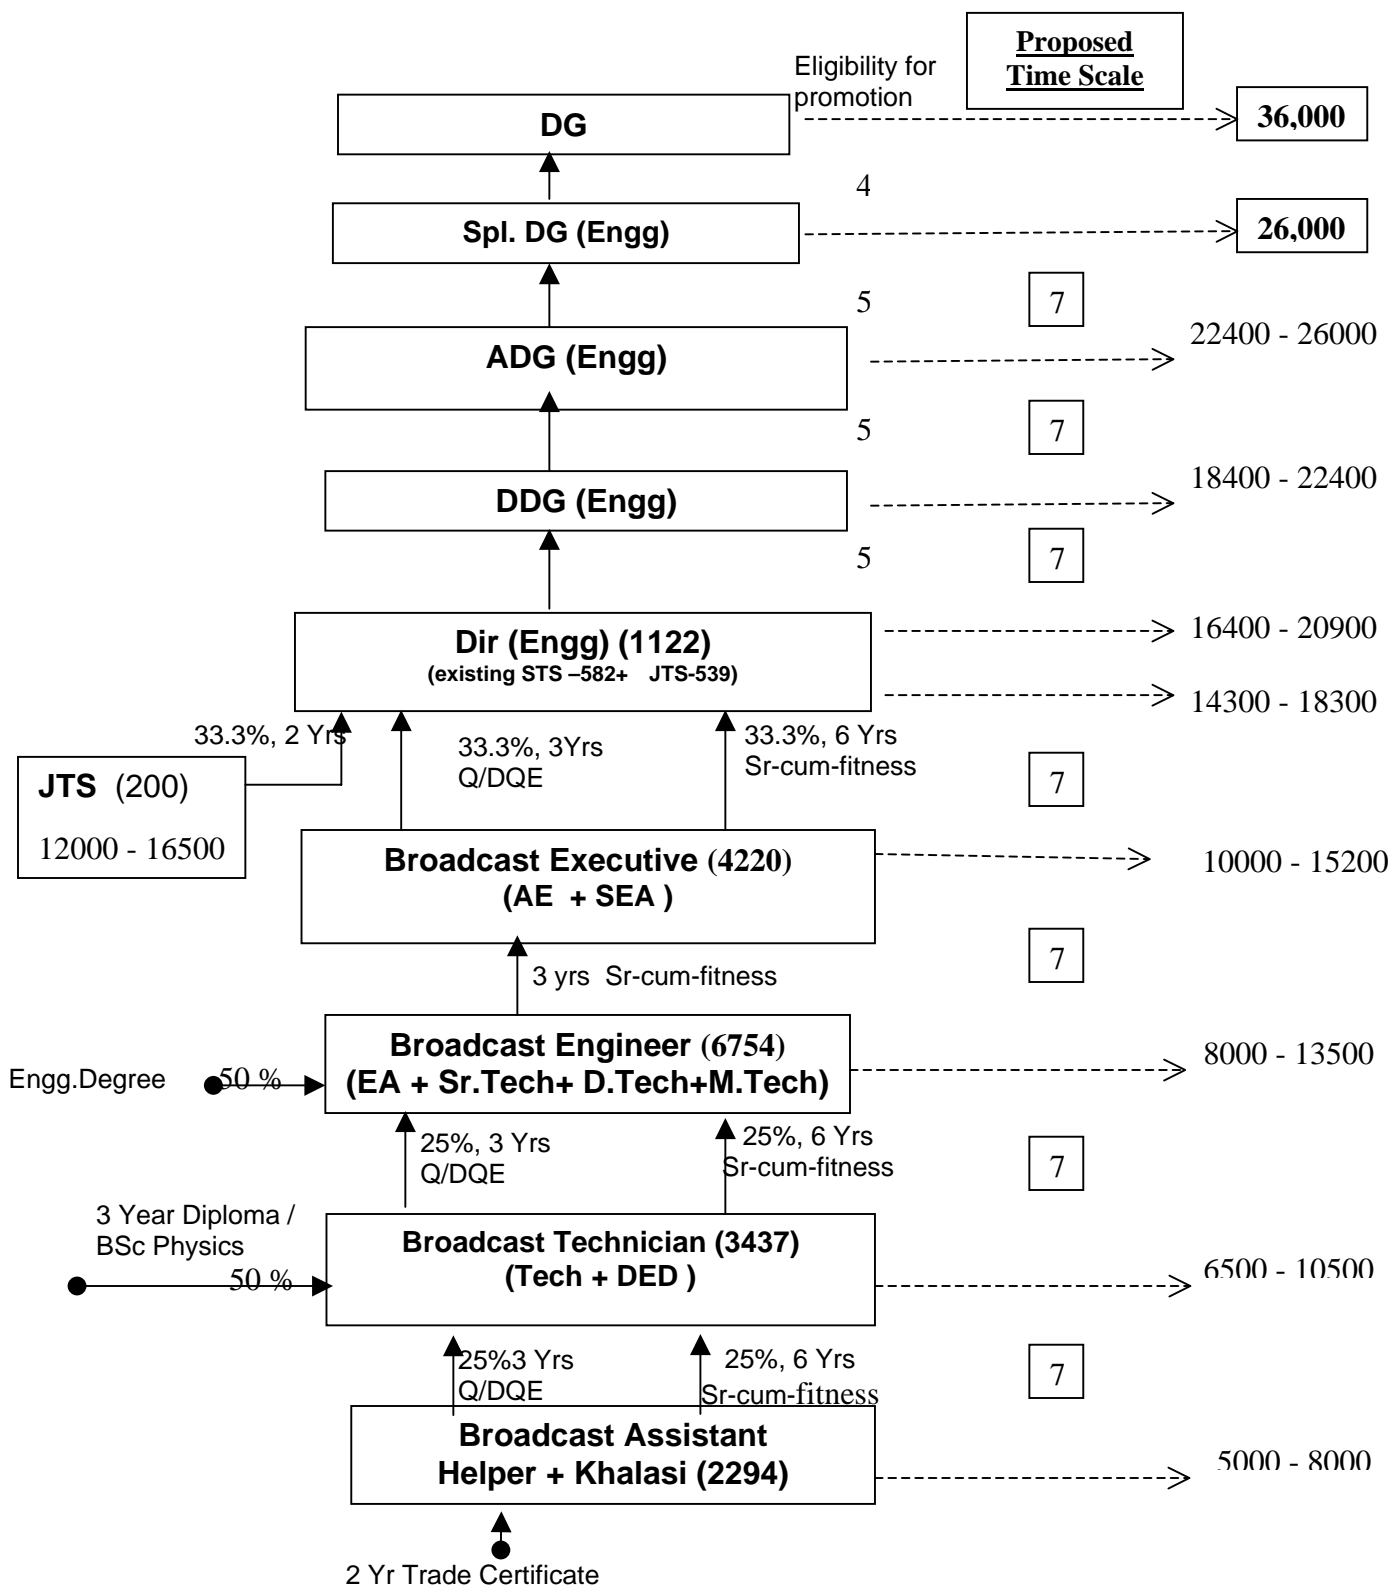 Proposed
Time Scale
Eligibility for
promotion
DG
36,000
4
Spl. DG (Engg)
26,000
5
7
ADG (Engg)
22400 - 26000
5
7
DDG (Engg)
18400 - 22400
5
7
Dir (Engg) (1122)
(existing STS –582+ JTS-539)
16400 - 20900
14300 - 18300
33.3%, 2 Yrs
33.3%, 3Yrs
Q/DQE
33.3%, 6 Yrs
Sr-cum-fitness
7
JTS (200)
12000 - 16500
Broadcast Executive (4220)
(AE + SEA )
10000 - 15200
3 yrs Sr-cum-fitness
7
Broadcast Engineer (6754)
(EA + Sr.Tech+ D.Tech+M.Tech)
8000 - 13500
Engg.Degree
50 %
25%, 3 Yrs
Q/DQE
25%, 6 Yrs
Sr-cum-fitness
7
3 Year Diploma /
BSc Physics
50 %
Broadcast Technician (3437)
(Tech + DED )
6500 - 10500
25%3 Yrs
Q/DQE
25%, 6 Yrs
Sr-cum-fitness
7
Broadcast Assistant
Helper + Khalasi (2294)
5000 - 8000
2 Yr Trade Certificate